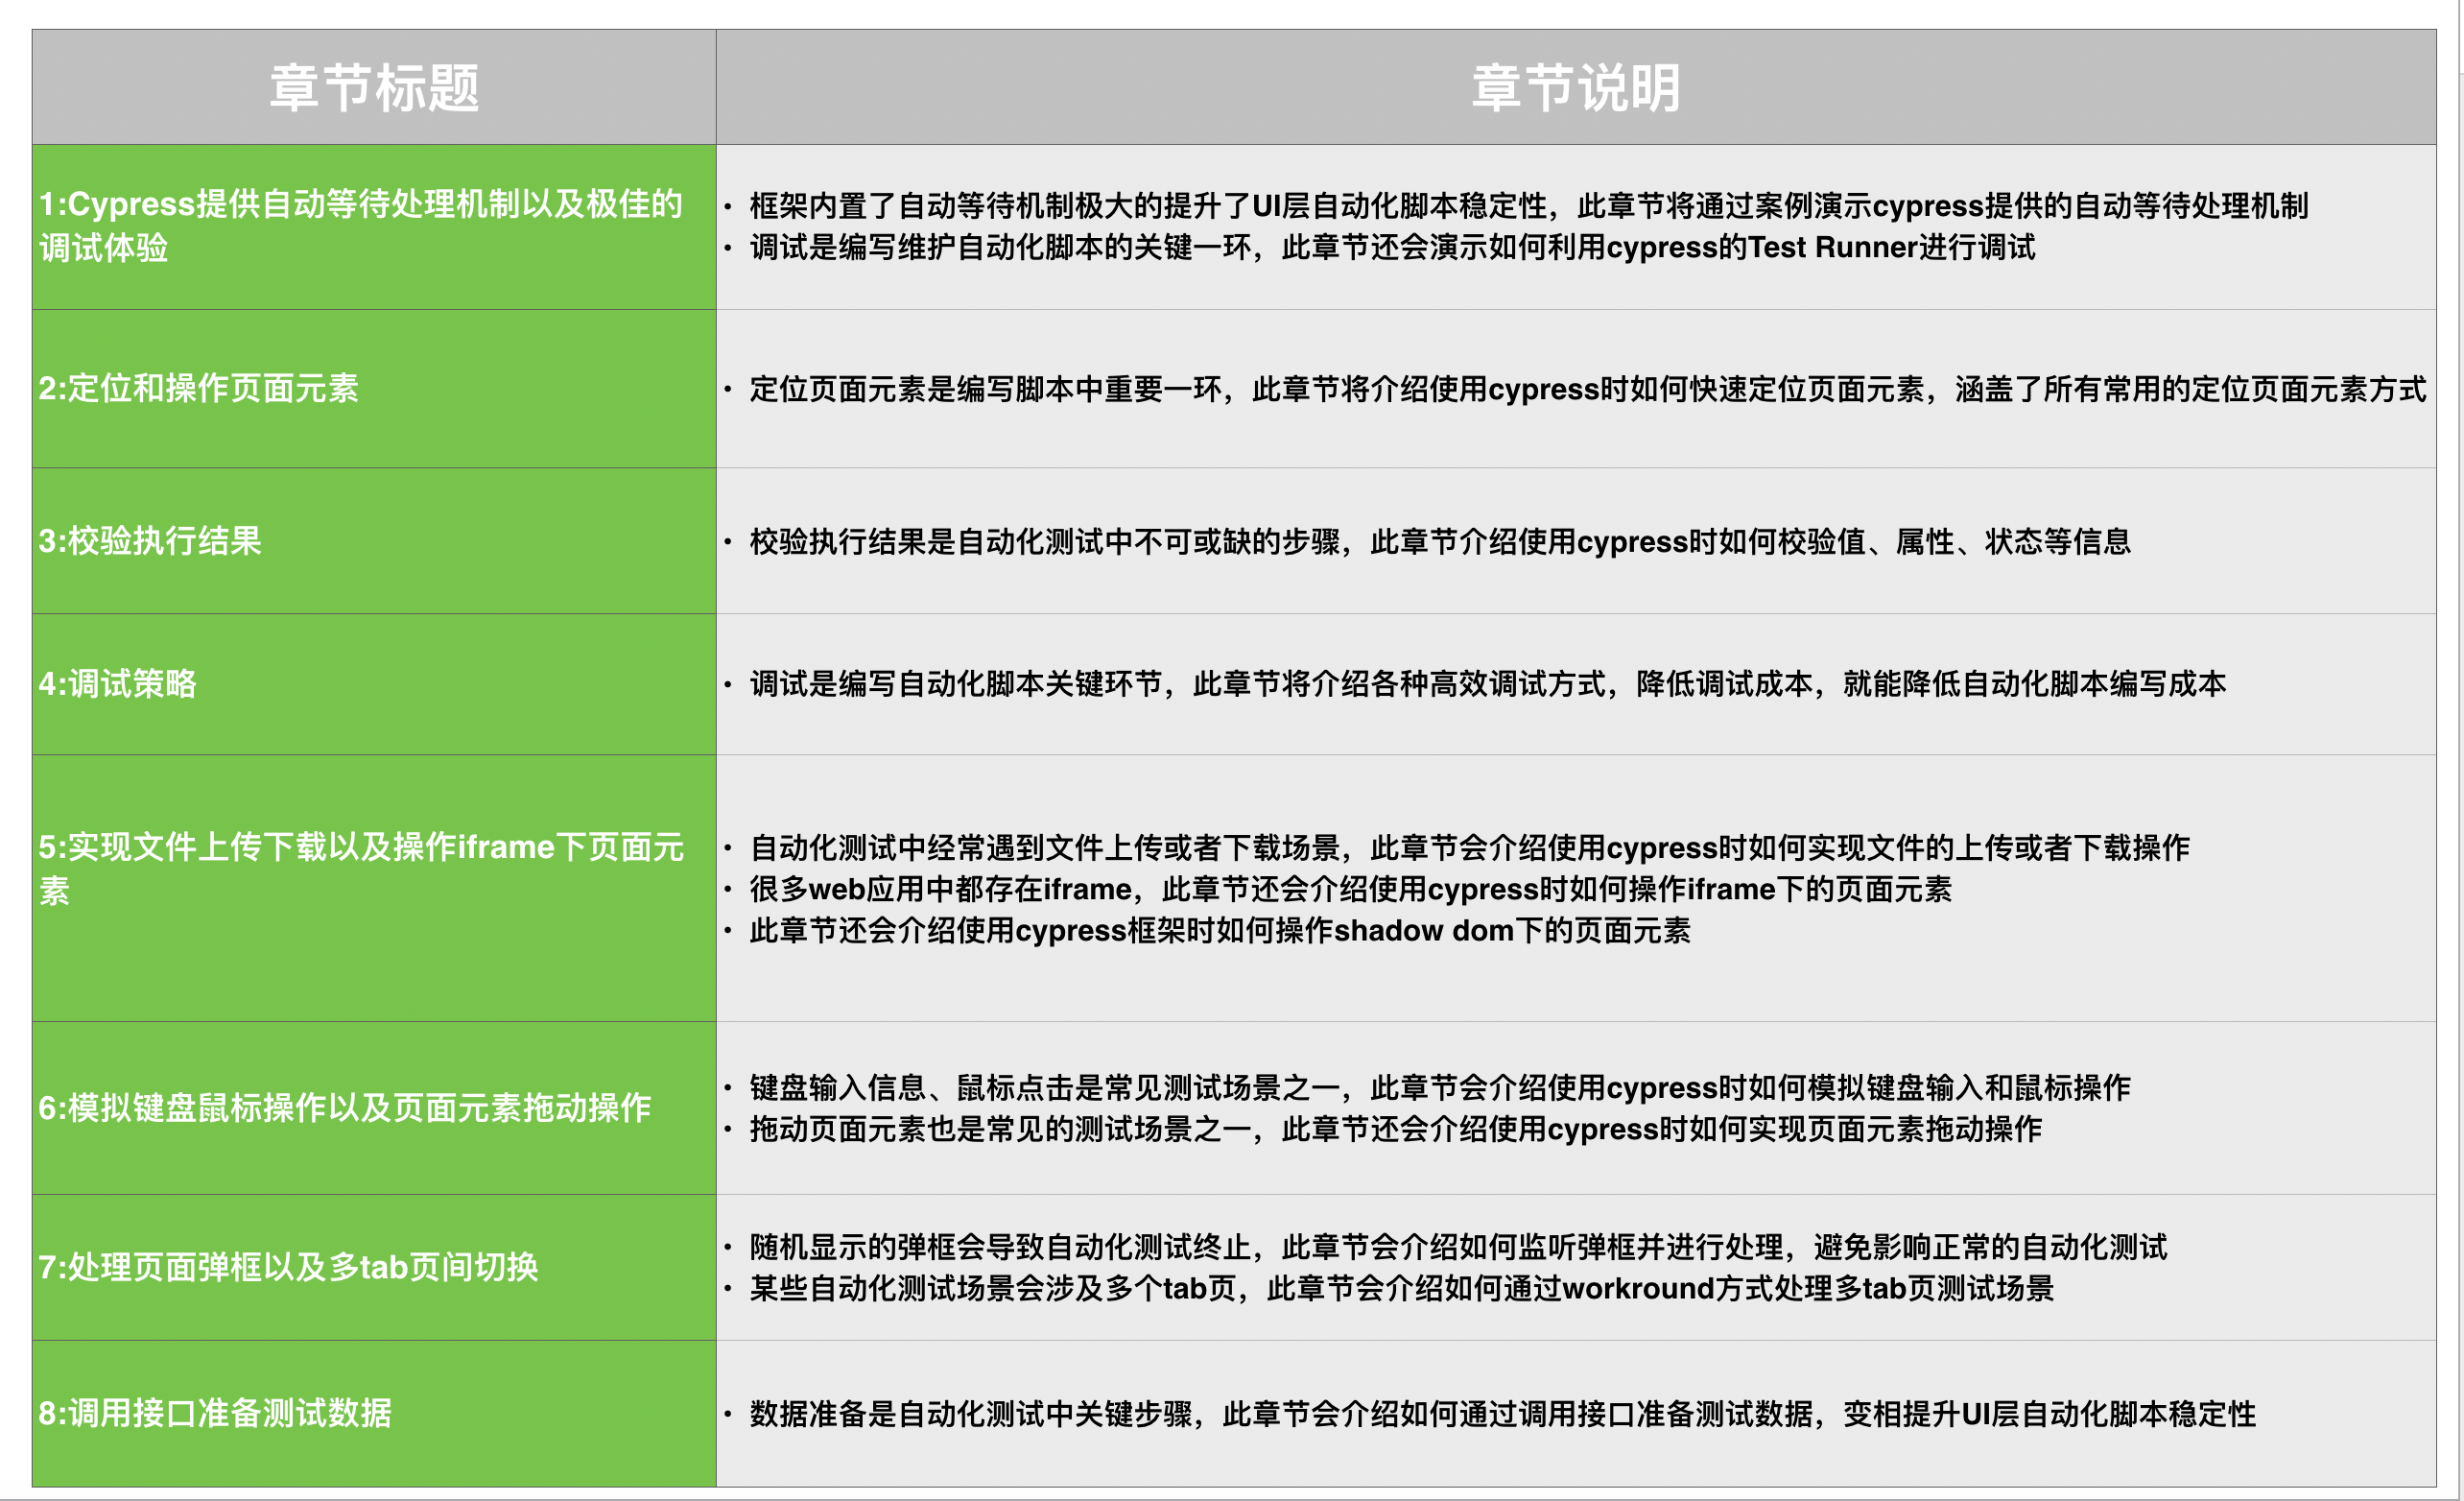 章节标题
章节说明
1:Cypress提供自动等待处理机制以及极佳的
调试体验
• 框架内置了自动等待机制极大的提升了UI层自动化脚本稳定性，此章节将通过案例演示cypress提供的自动等待处理机制
• 调试是编写维护自动化脚本的关键一环，此章节还会演示如何利用cypress的Test Runner进行调试
2:定位和操作页面元素
• 定位页面元素是编写脚本中重要一环，此章节将介绍使用cypress时如何快速定位页面元素，涵盖了所有常用的定位页面元素方式
3:校验执行结果
• 校验执行结果是自动化测试中不可或缺的步骤，此章节介绍使用cypress时如何校验值、属性、状态等信息
4:调试策略
• 调试是编写自动化脚本关键环节，此章节将介绍各种高效调试方式，降低调试成本，就能降低自动化脚本编写成本
5:实现文件上传下载以及操作iframe下页面元
素
• 自动化测试中经常遇到文件上传或者下载场景，此章节会介绍使用cypress时如何实现文件的上传或者下载操作
• 很多web应用中都存在iframe，此章节还会介绍使用cypress时如何操作iframe下的页面元素
• 此章节还会介绍使用cypress框架时如何操作shadow dom下的页面元素
6:模拟键盘鼠标操作以及页面元素拖动操作
• 键盘输入信息、鼠标点击是常见测试场景之一，此章节会介绍使用cypress时如何模拟键盘输入和鼠标操作
• 拖动页面元素也是常见的测试场景之一，此章节还会介绍使用cypress时如何实现页面元素拖动操作
7:处理页面弹框以及多tab页间切换
• 随机显示的弹框会导致自动化测试终止，此章节会介绍如何监听弹框并进行处理，避免影响正常的自动化测试
• 某些自动化测试场景会涉及多个tab页，此章节会介绍如何通过workround方式处理多tab页测试场景
8:调用接口准备测试数据
• 数据准备是自动化测试中关键步骤，此章节会介绍如何通过调用接口准备测试数据，变相提升UI层自动化脚本稳定性